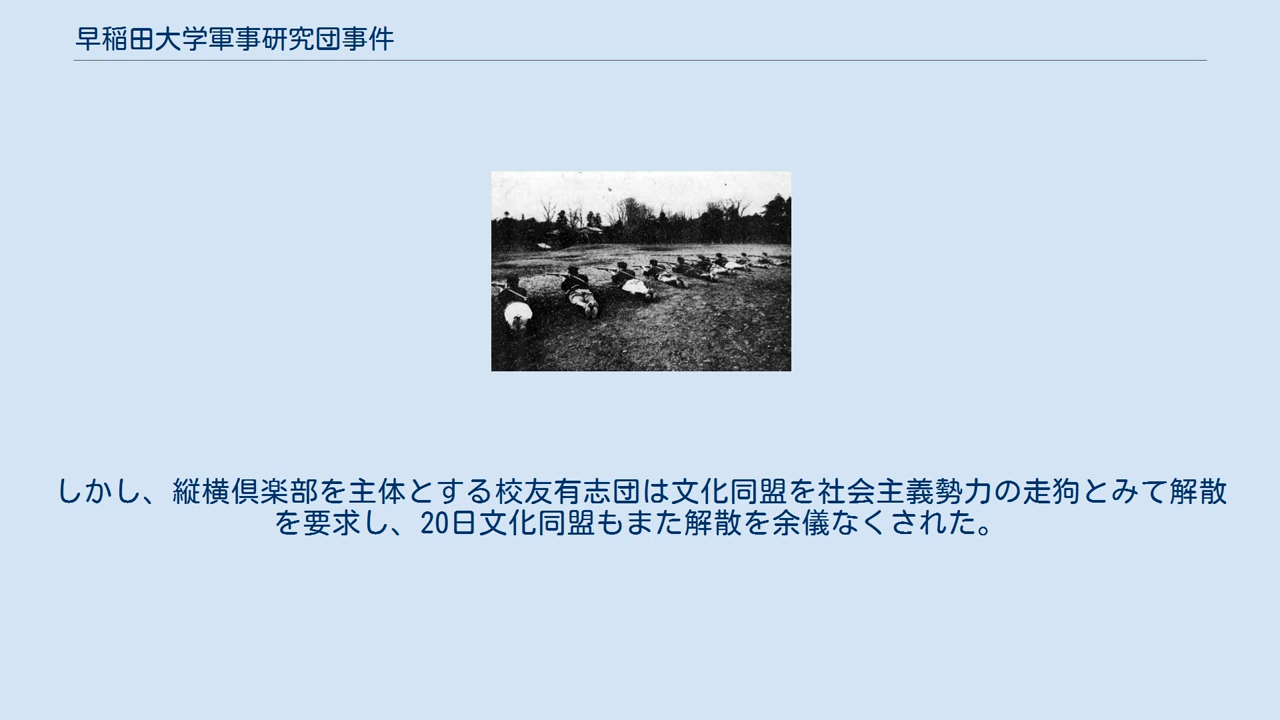 早稲田大学軍事研究団事件
しかし、縦横倶楽部を主体とする校友有志団は文化同盟を社会主義勢力の走狗とみて解散
を要求し、20日文化同盟もまた解散を余儀なくされた。